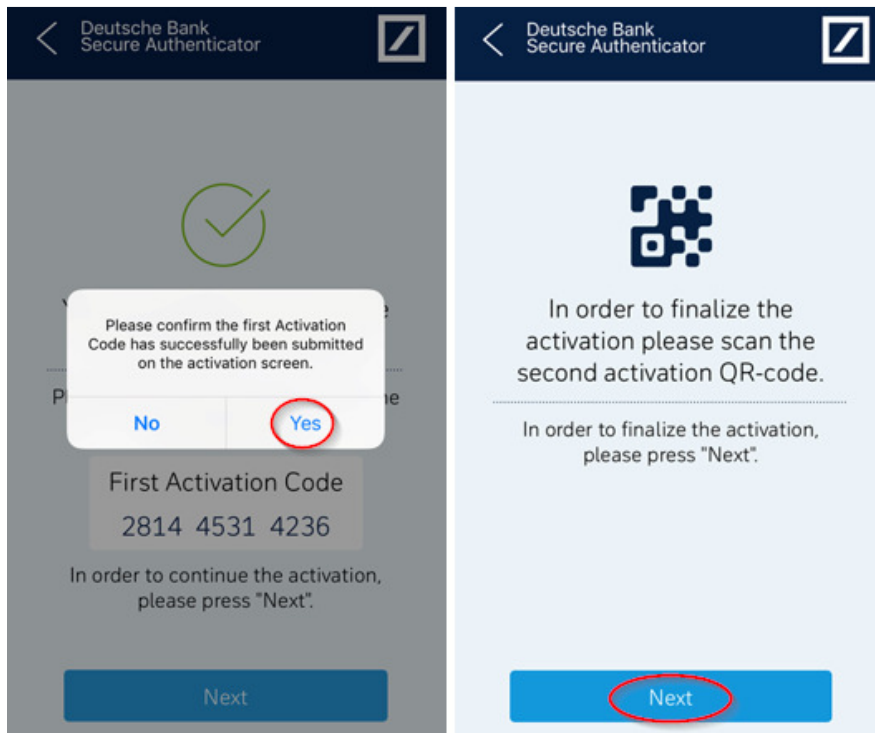 Deutsche Bank
Secure Authenticator
Please confirm the first Activation
Code has successfully been submitted
on the activation screen.
No Yes
First Activation Code
2814 4531 4236
In order to continue the activation,
please press "Next".
Next
Deutsche Bank
Secure Authenticator
In order to finalize the
activation please scan the
second activation QR-code.
In order to finalize the activation,
please press "Next".
Next